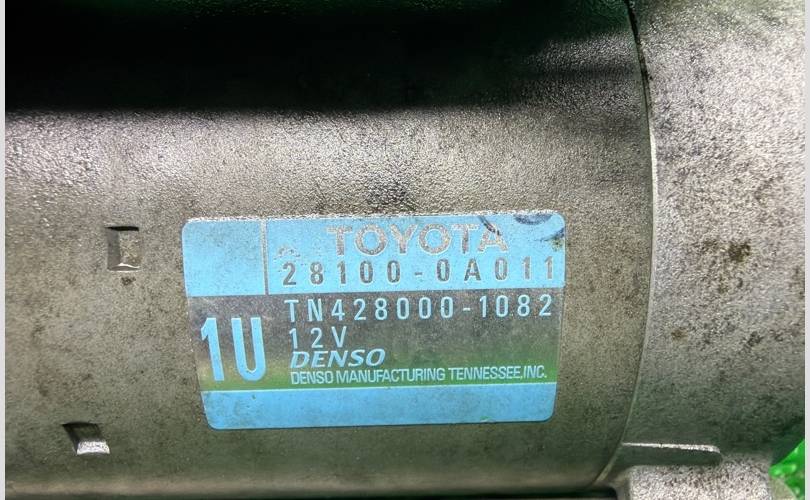 TOYOTA
28100-0A011
TN428000-1082
1U
12V
DENSO
DENSO MANUFACTURING TENNESSEE,INC.